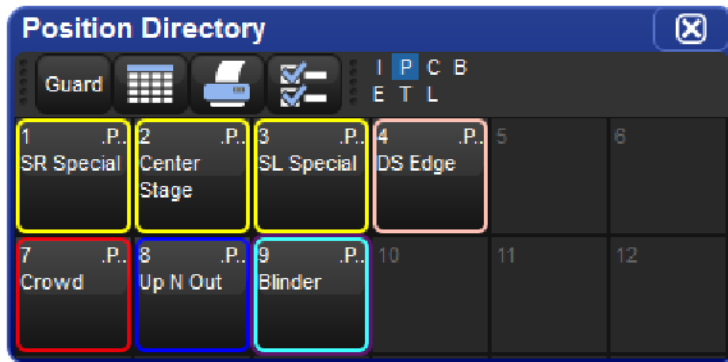 Position Directory
Guard
I P C B
E T L
1 .P.. 2 .P.. 3 .P.. 4 .P.. 5 6
SR Special Center Stage SL Special DS Edge
7 .P.. 8 .P.. 9 .P.. 10 11 12
Crowd Up N Out Blinder